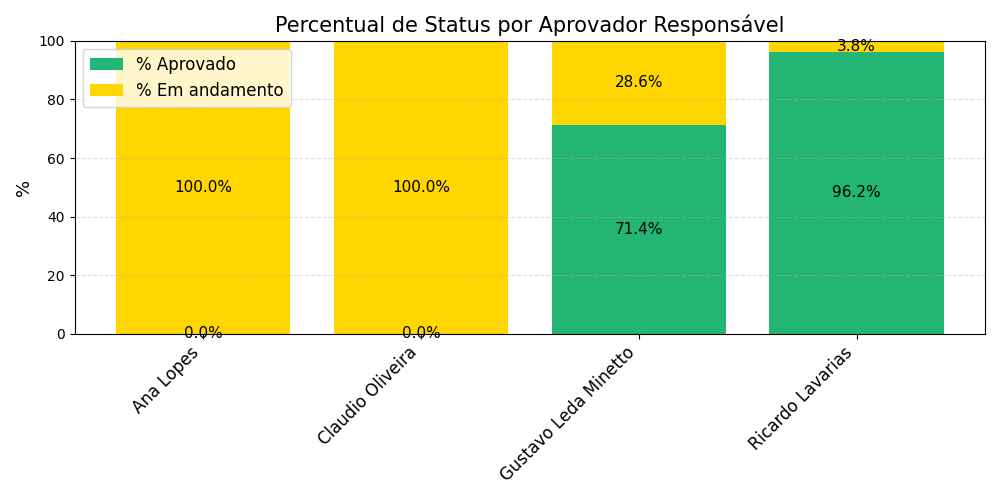 Percentual de Status por Aprovador Responsável
% Aprovado
% Em andamento
%
100
80
60
40
20
0
100.0%
0.0%
100.0%
0.0%
28.6%
71.4%
3.8%
96.2%
Ana Lopes
Claudio Oliveira
Gustavo Leda Minetto
Ricardo Lavarias